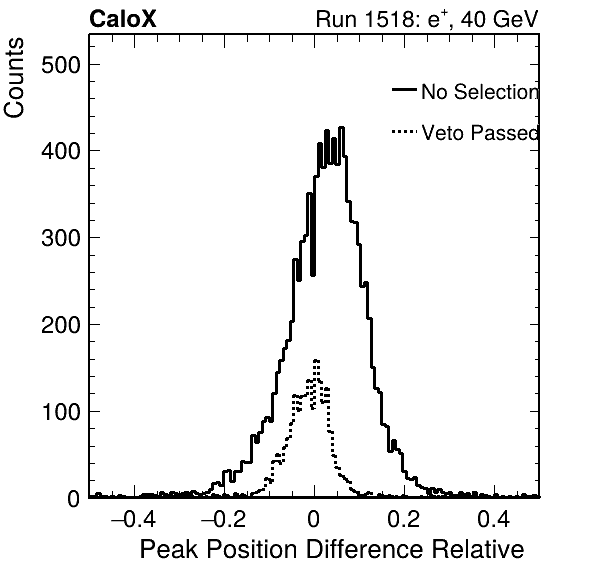 CaloX Run 1518: e⁺, 40 GeV
Counts
500
400
300
200
100
0
No Selection
Veto Passed
−0.4 −0.2 0 0.2 0.4
Peak Position Difference Relative